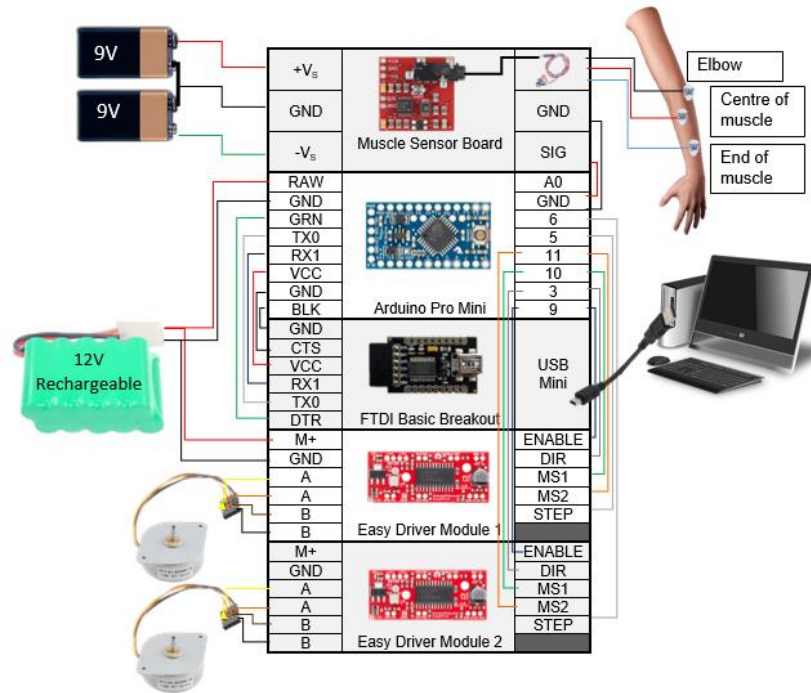 9V
9V
+VS
GND
-VS
Muscle Sensor Board
GND
SIG
Elbow
Centre of
muscle
End of
muscle
RAW
GND
GRN
TX0
RX1
VCC
GND
BLK
Arduino Pro Mini
A0
GND
6
5
11
10
3
9
12V
Rechargeable
GND
CTS
VCC
RX1
TX0
DTR
FTDI Basic Breakout
USB
Mini
M+
GND
A
A
B
B
Easy Driver Module 1
ENABLE
DIR
MS1
MS2
STEP
M+
GND
A
A
B
B
Easy Driver Module 2
ENABLE
DIR
MS1
MS2
STEP